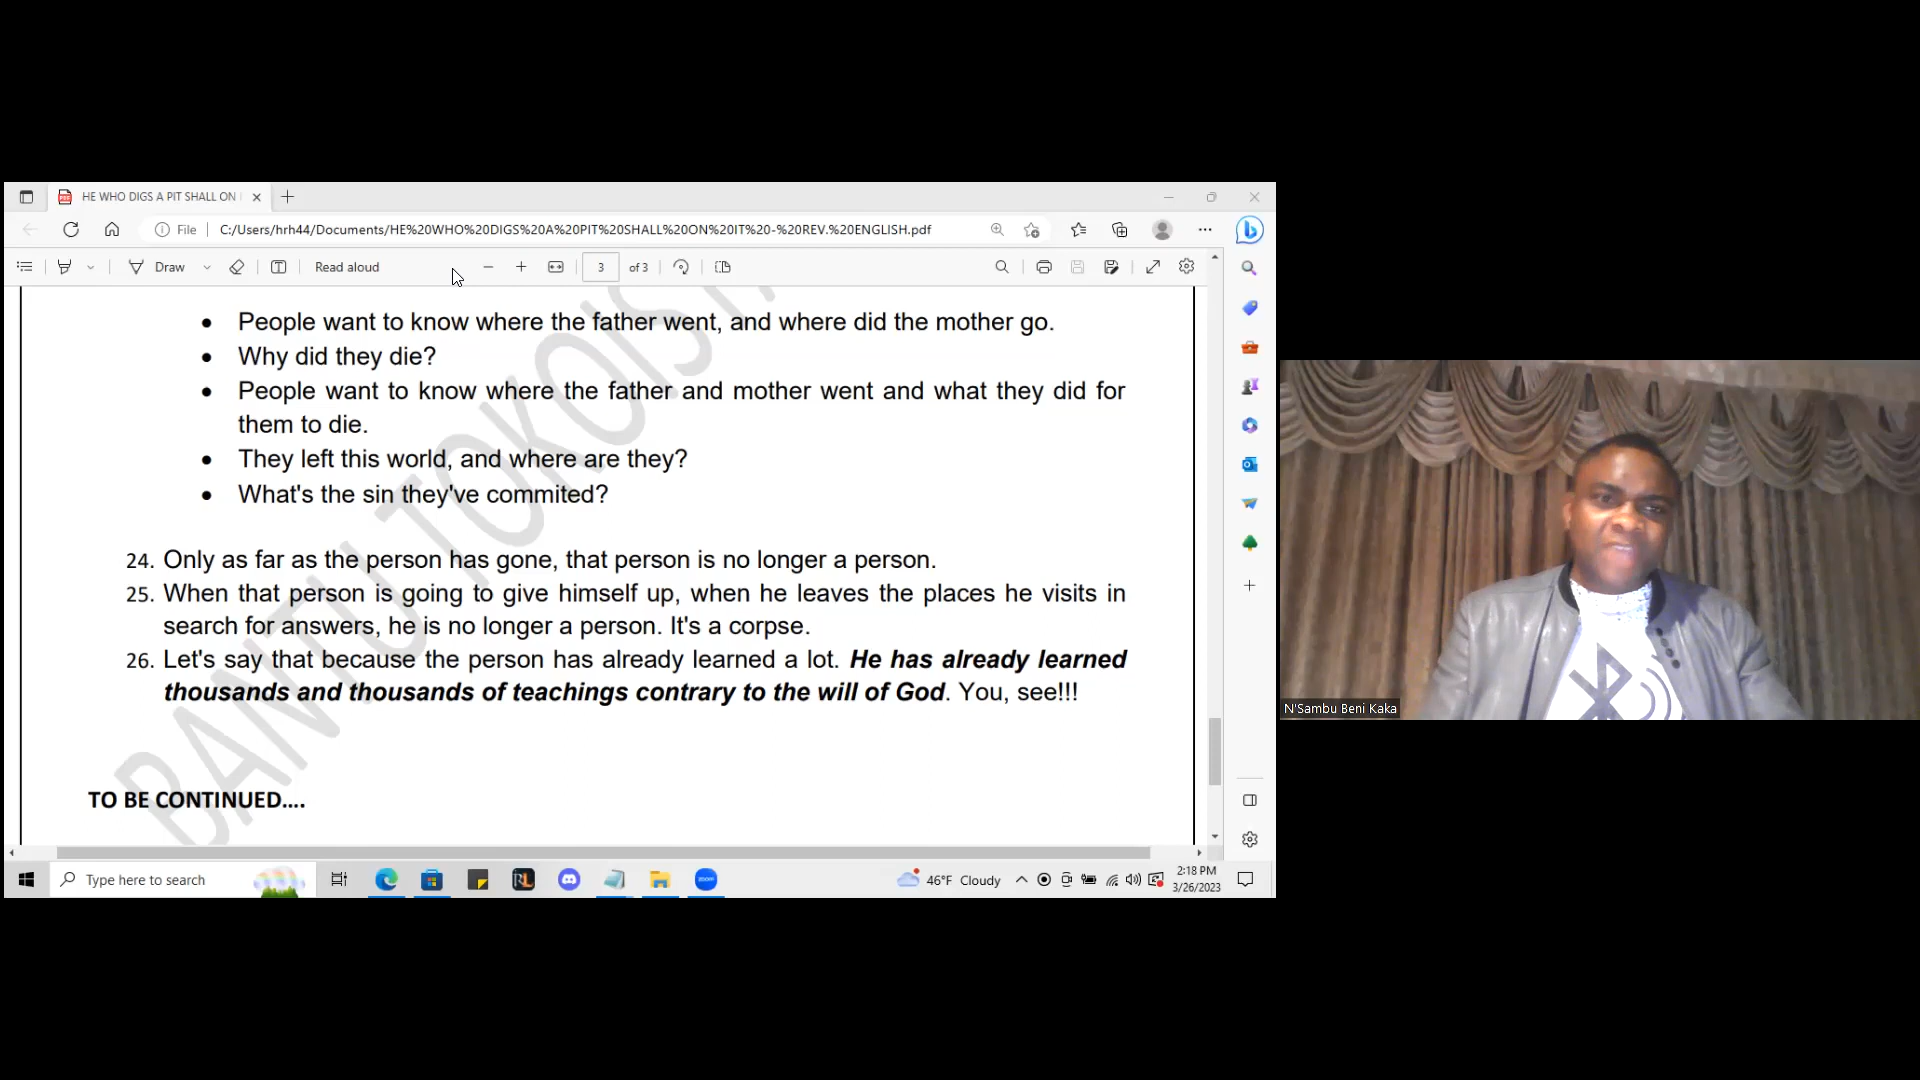 HE WHO DIGS A PIT SHALL ON
File
C:/Users/hrh44/Documents/HE%20WHO%20DIGS%20A%20PIT%20SHALL%20ON%20IT%20-%20REV.%20ENGLISH.pdf
Draw
Read aloud
3
of 3
• People want to know where the father went, and where did the mother go.
• Why did they die?
• People want to know where the father and mother went and what they did for
them to die.
• They left this world, and where are they?
• What's the sin they've commited?
24. Only as far as the person has gone, that person is no longer a person.
25. When that person is going to give himself up, when he leaves the places he visits in
search for answers, he is no longer a person. It's a corpse.
26. Let's say that because the person has already learned a lot. He has already learned
thousands and thousands of teachings contrary to the will of God. You, see!!!
TO BE CONTINUED....
BANTU TOKOIST
N'Sambu Beni Kaka
Type here to search
46°F Cloudy
2:18 PM
3/26/2023